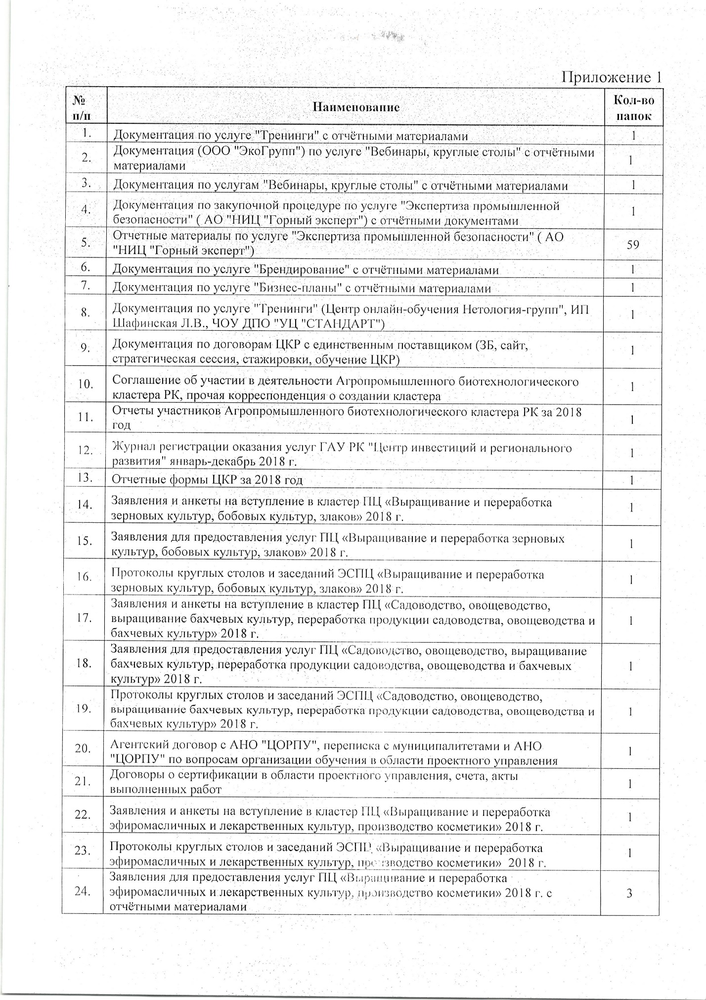 Приложение 1
№ п/п
Наименование
Кол-во папок
1.
Документация по услуге "Тренинги" с отчётными материалами
1
2.
Документация (ООО "ЭкоГрупп") по услуге "Вебинары, круглые столы" с отчётными
материалами
1
3.
Документация по услугам "Вебинары, круглые столы" с отчётными материалами
1
4.
Документация по закупочной процедуре по услуге "Экспертиза промышленной
безопасности" ( АО "НИЦ "Горный эксперт") с отчётными документами
1
5.
Отчетные материалы по услуге "Экспертиза промышленной безопасности" ( АО
"НИЦ "Горный эксперт")
59
6.
Документация по услуге "Брендирование" с отчётными материалами
1
7.
Документация по услуге "Бизнес-планы" с отчётными материалами
1
8.
Документация по услуге "Тренинги" (Центр онлайн-обучения Нетология-групп", ИП
Шафинская Л.В., ЧОУ ДПО "УЦ "СТАНДАРТ")
1
9.
Документация по договорам ЦКР с единственным поставщиком (ЗБ, сайт,
стратегическая сессия, стажировки, обучение ЦКР)
1
10.
Соглашение об участии в деятельности Агропромышленного биотехнологического
кластера РК, прочая корреспонденция о создании кластера
1
11.
Отчеты участников Агропромышленного биотехнологического кластера РК за 2018
год
1
12.
Журнал регистрации оказания услуг ГАУ РК "Центр инвестиций и регионального
развития" январь-декабрь 2018 г.
1
13.
Отчетные формы ЦКР за 2018 год
1
14.
Заявления и анкеты на вступление в кластер ПЦ «Выращивание и переработка
зерновых культур, бобовых культур, злаков» 2018 г.
1
15.
Заявления для предоставления услуг ПЦ «Выращивание и переработка зерновых
культур, бобовых культур, злаков» 2018 г.
1
16.
Протоколы круглых столов и заседаний ЭСПЦ «Выращивание и переработка
зерновых культур, бобовых культур, злаков» 2018 г.
1
17.
Заявления и анкеты на вступление в кластер ПЦ «Садоводство, овощеводство,
выращивание бахчевых культур, переработка продукции садоводства, овощеводства и
бахчевых культур» 2018 г.
1
18.
Заявления для предоставления услуг ПЦ «Садоводство, овощеводство, выращивание
бахчевых культур, переработка продукции садоводства, овощеводства и бахчевых
культур» 2018 г.
1
19.
Протоколы круглых столов и заседаний ЭСПЦ «Садоводство, овощеводство,
выращивание бахчевых культур, переработка продукции садоводства, овощеводства и
бахчевых культур» 2018 г.
1
20.
Агентский договор с АНО "ЦОРПУ", переписка с муниципалитетами и АНО
"ЦОРПУ" по вопросам организации обучения в области проектного управления
1
21.
Договоры о сертификации в области проектного управления, счета, акты
выполненных работ
1
22.
Заявления и анкеты на вступление в кластер ПЦ «Выращивание и переработка
эфиромасличных и лекарственных культур, производство косметики» 2018 г.
1
23.
Протоколы круглых столов и заседаний ЭСПЦ «Выращивание и переработка
эфиромасличных и лекарственных культур, производство косметики» 2018 г.
1
24.
Заявления для предоставления услуг ПЦ «Выращивание и переработка
эфиромасличных и лекарственных культур, производство косметики» 2018 г. с
отчётными материалами
3